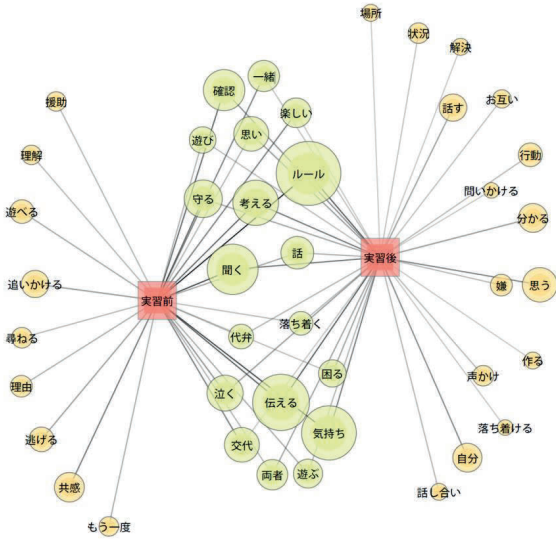 場所
状況
解決
一緒
確認
援助
話す
お互い
楽しい
思い
遊び
理解
行動
ルール
問いかける
守る
考える
遊べる
分かる
話
実習後
聞く
追いかける
嫌
思う
実習前
落ち着く
代弁
尋ねる
作る
困る
声かけ
理由
泣く
伝える
落ち着ける
気持ち
逃げる
交代
自分
両者
遊ぶ
共感
話し合い
もう一度